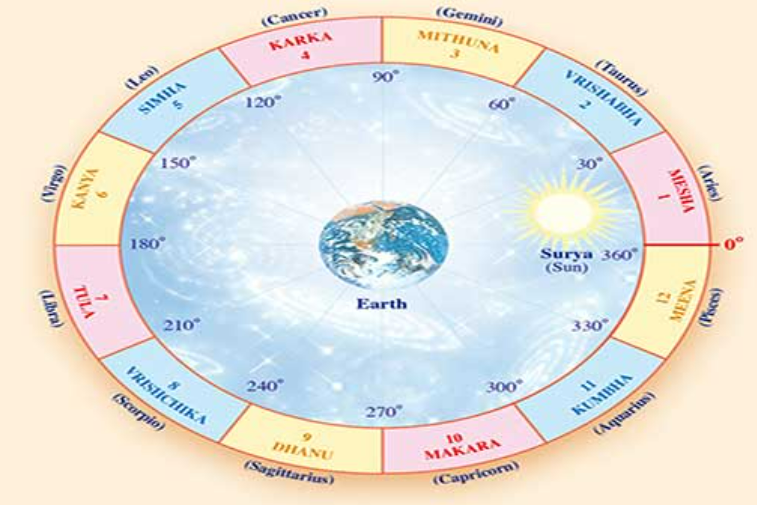 (Cancer)
KARKA
4
(Gemini)
MITHUNA
3
(Taurus)
VRISHABHA
2
(Aries)
MESHA
1
0°
(Pisces)
MEENA
12
(Aquarius)
KUMBHA
11
(Capricorn)
MAKARA
10
(Sagittarius)
DHANU
9
(Scorpio)
VRISHCHIKA
8
(Libra)
TULA
7
(Virgo)
KANYA
6
(Leo)
SIMHA
5
90°
60°
30°
360°
330°
300°
270°
240°
210°
180°
150°
120°
Surya
(Sun)
Earth